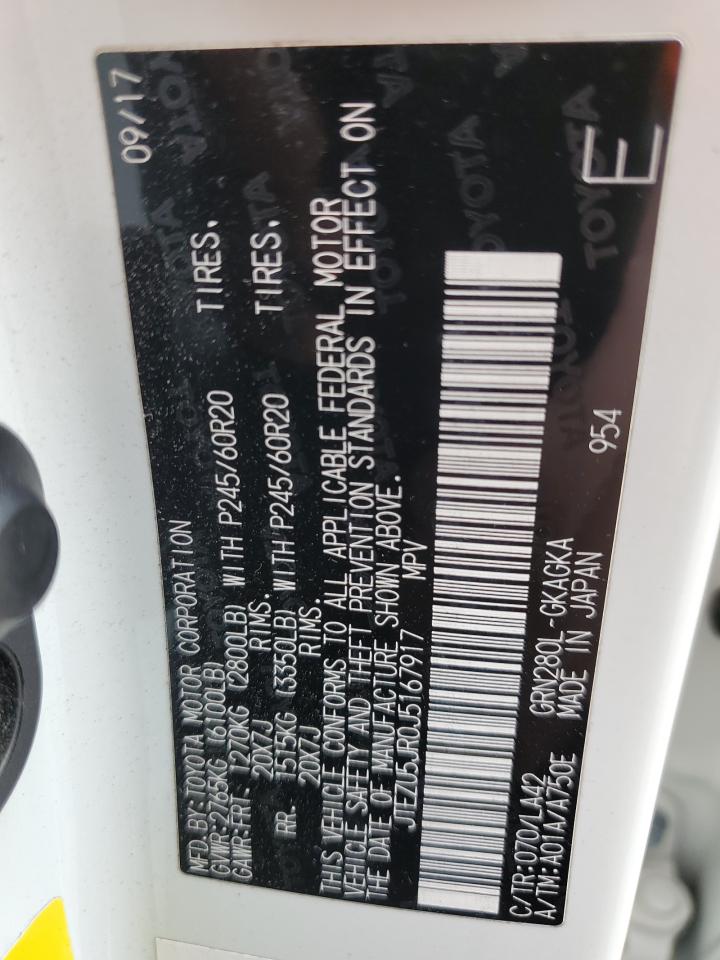 MFD. BY: TOYOTA MOTOR CORPORATION 09/17
GVWR: 2765KG (6100LB)
GAWR: FRT. 1270KG (2800LB) WITH P245/60R20 TIRES.
20X7J RIMS.
RR. 1515KG (3350LB) WITH P245/60R20 TIRES.
20X7J RIMS.
THIS VEHICLE CONFORMS TO ALL APPLICABLE FEDERAL MOTOR
VEHICLE SAFETY AND THEFT PREVENTION STANDARDS IN EFFECT ON
THE DATE OF MANUFACTURE SHOWN ABOVE.
JTEZU5JR0J5167917 MPV
C/TR: 070/LA42 GRN280L-GKAGKA
A/TM: A01A/A750E MADE IN JAPAN 954 E